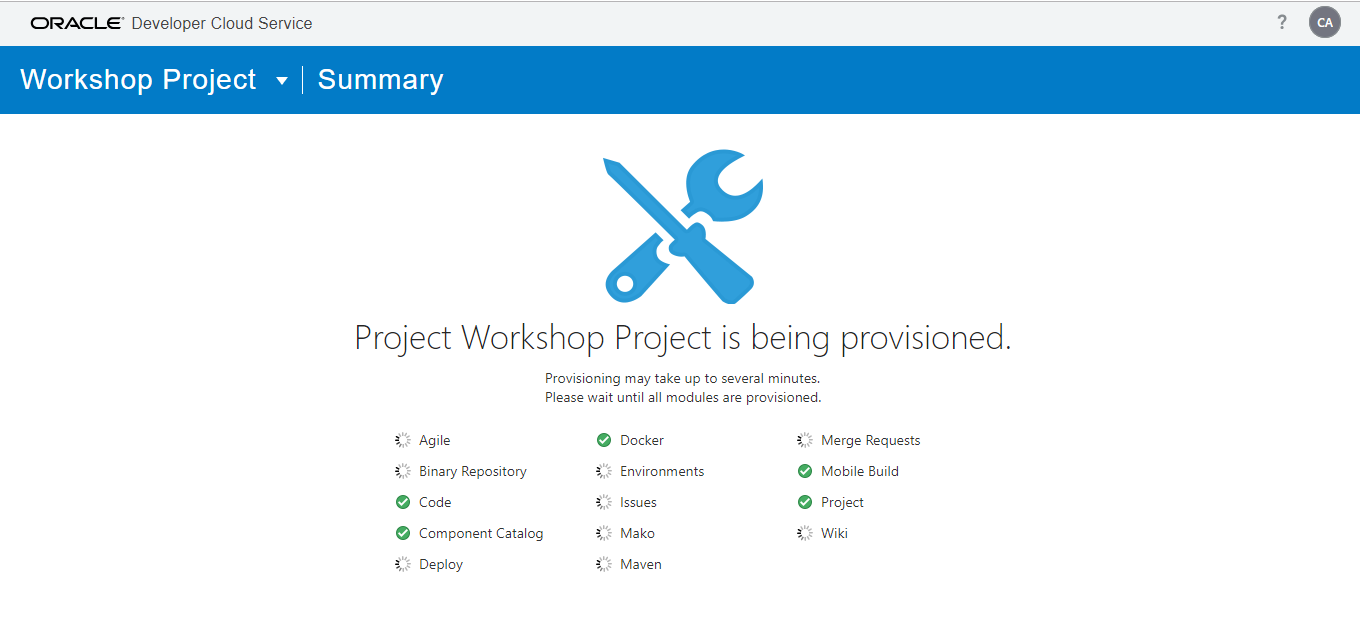 ORACLE® Developer Cloud Service
?
CA
Workshop Project
Summary
Project Workshop Project is being provisioned.
Provisioning may take up to several minutes.
Please wait until all modules are provisioned.
Agile
Binary Repository
Code
Component Catalog
Deploy
Docker
Environments
Issues
Mako
Maven
Merge Requests
Mobile Build
Project
Wiki